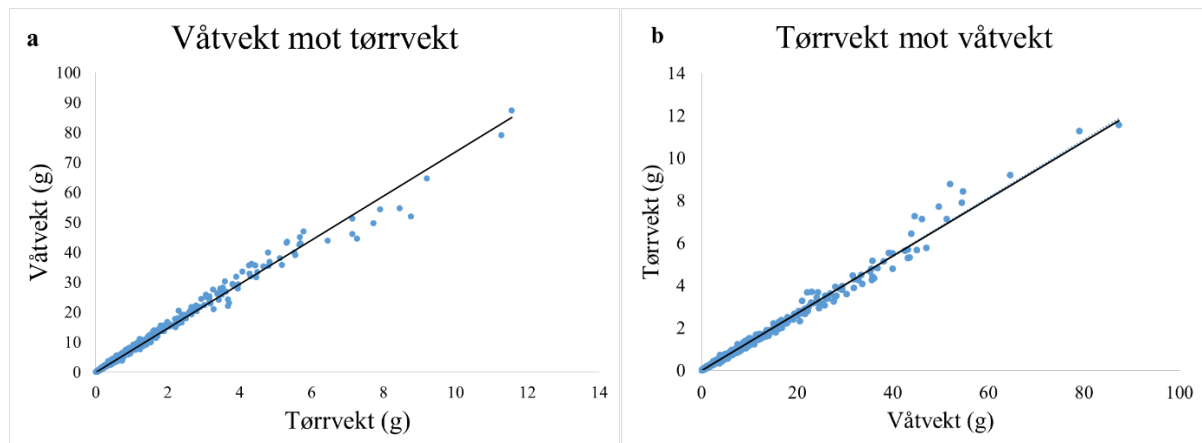 a
Våtvekt mot tørrvekt
Våtvekt (g)
100
90
80
70
60
50
40
30
20
10
0
0 2 4 6 8 10 12 14
Tørrvekt (g)
b
Tørrvekt mot våtvekt
Tørrvekt (g)
14
12
10
8
6
4
2
0
0 20 40 60 80 100
Våtvekt (g)